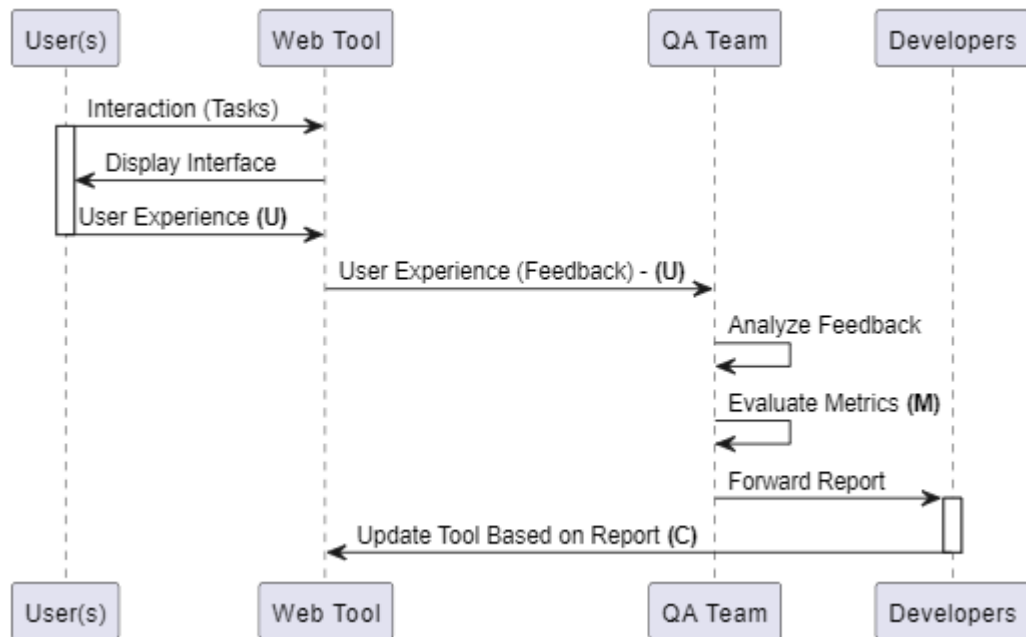 User(s) Web Tool QA Team Developers
Interaction (Tasks)
Display Interface
User Experience (U)
User Experience (Feedback) - (U)
Analyze Feedback
Evaluate Metrics (M)
Forward Report
Update Tool Based on Report (C)
User(s) Web Tool QA Team Developers